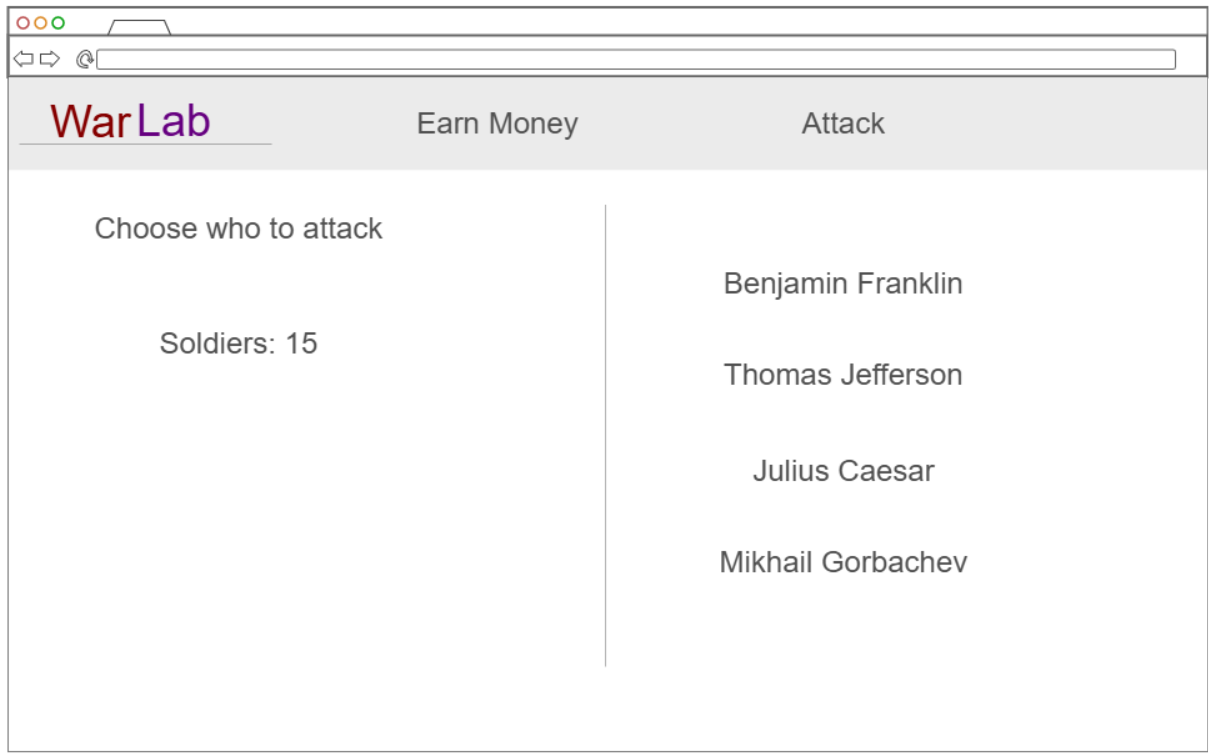 WarLab Earn Money Attack
Choose who to attack
Soldiers: 15
Benjamin Franklin
Thomas Jefferson
Julius Caesar
Mikhail Gorbachev